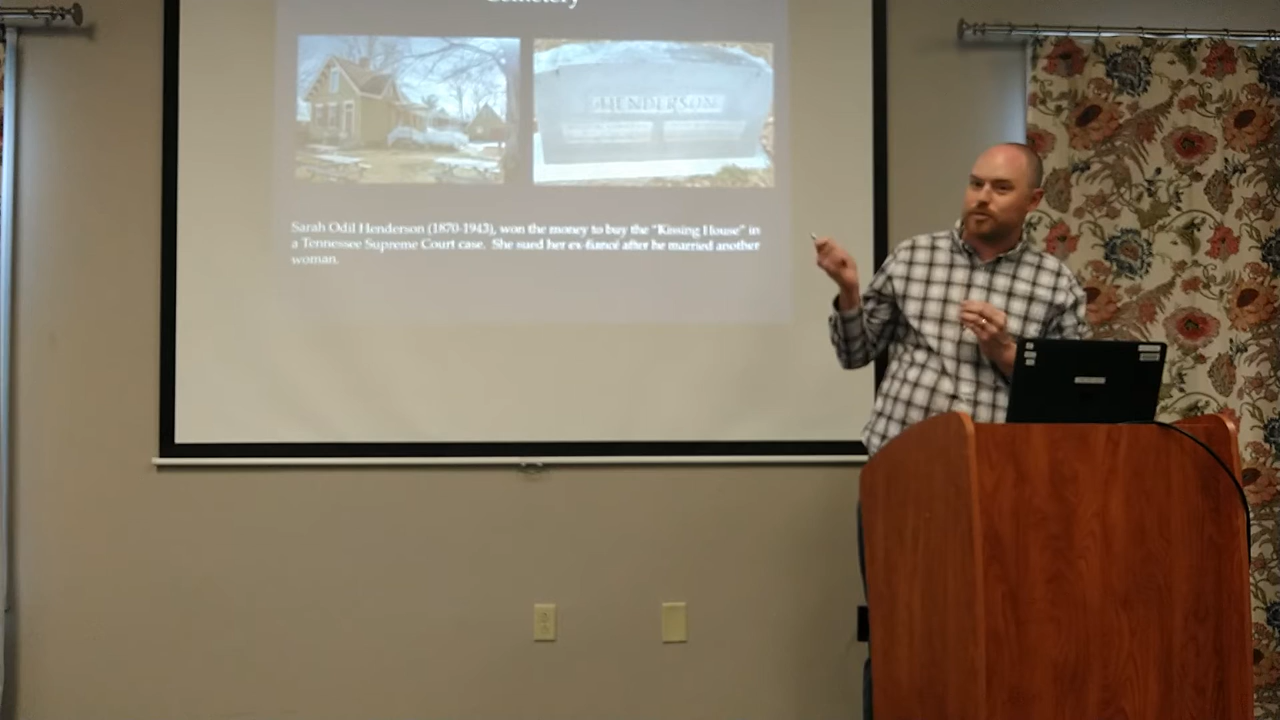 Cemetery
HENDERSON
Sarah Odil Henderson (1870-1943), won the money to buy the "Kissing House" in
a Tennessee Supreme Court case. She sued her ex-fiancé after he married another
woman.